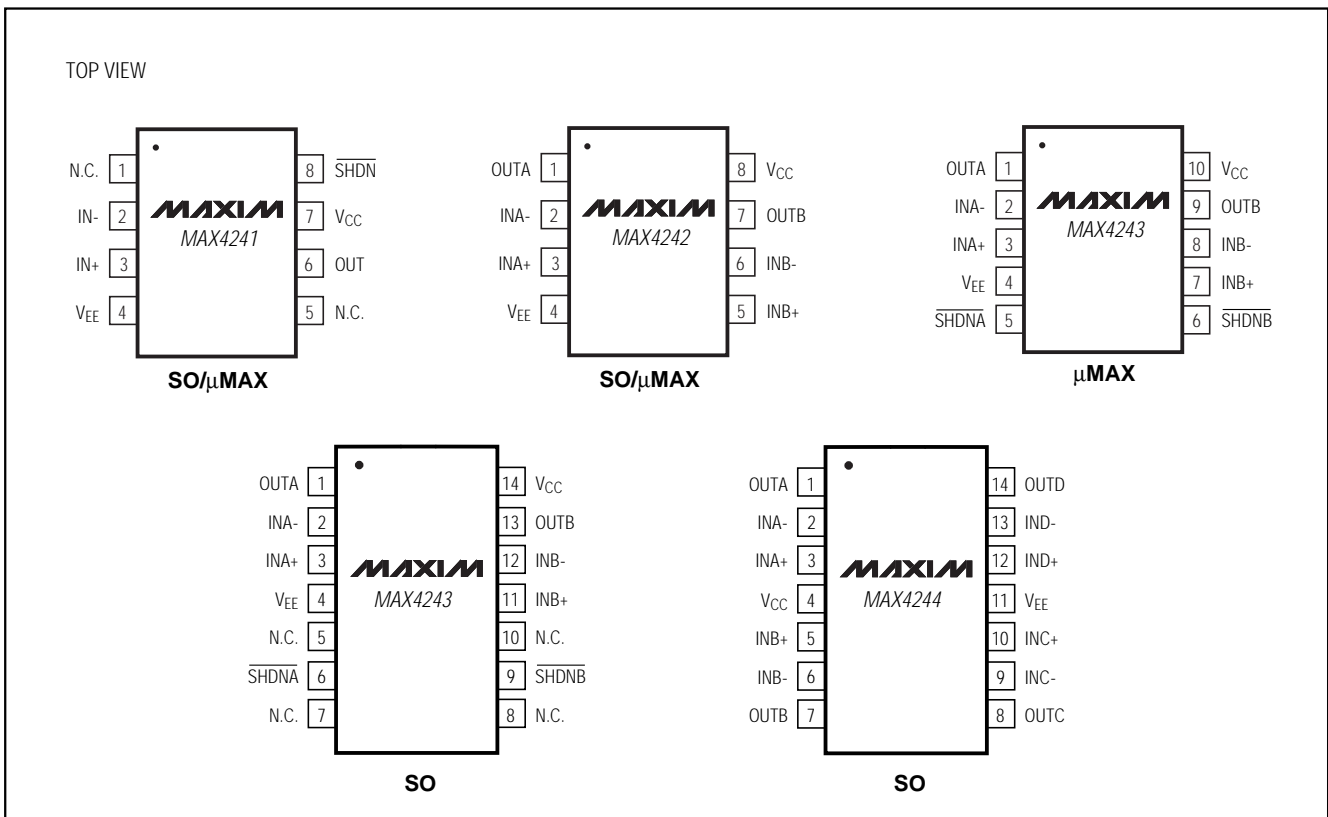 TOP VIEW
N.C. 1
IN- 2
IN+ 3
VEE 4
MAXIM
MAX4241
8 SHDN
7 VCC
6 OUT
5 N.C.
SO/µMAX
OUTA 1
INA- 2
INA+ 3
VEE 4
MAXIM
MAX4242
8 VCC
7 OUTB
6 INB-
5 INB+
SO/µMAX
OUTA 1
INA- 2
INA+ 3
VEE 4
SHDNA 5
MAXIM
MAX4243
10 VCC
9 OUTB
8 INB-
7 INB+
6 SHDNB
µMAX
OUTA 1
INA- 2
INA+ 3
VEE 4
N.C. 5
SHDNA 6
N.C. 7
MAXIM
MAX4243
14 VCC
13 OUTB
12 INB-
11 INB+
10 N.C.
9 SHDNB
8 N.C.
SO
OUTA 1
INA- 2
INA+ 3
VCC 4
INB+ 5
INB- 6
OUTB 7
MAXIM
MAX4244
14 OUTD
13 IND-
12 IND+
11 VEE
10 INC+
9 INC-
8 OUTC
SO